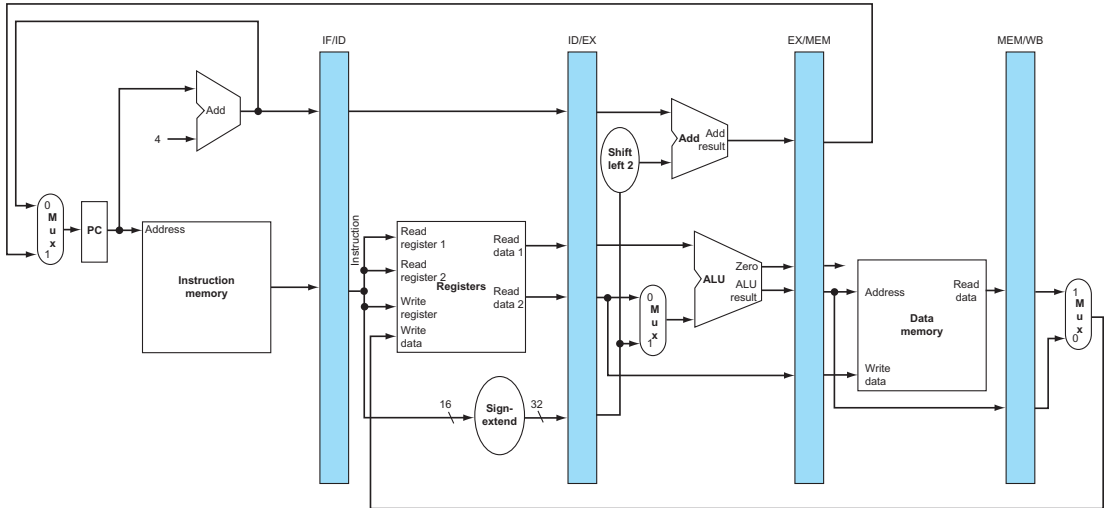 IF/ID
ID/EX
EX/MEM
MEM/WB
Add
4
Shift
left 2
Add
Add
result
0
M
u
x
1
PC
Address
Instruction
memory
Instruction
Read
register 1
Read
register 2
Write
register
Write
data
Registers
Read
data 1
Read
data 2
16
Sign-
extend
32
0
M
u
x
1
Zero
ALU
ALU
result
Address
Read
data
Data
memory
Write
data
1
M
u
x
0